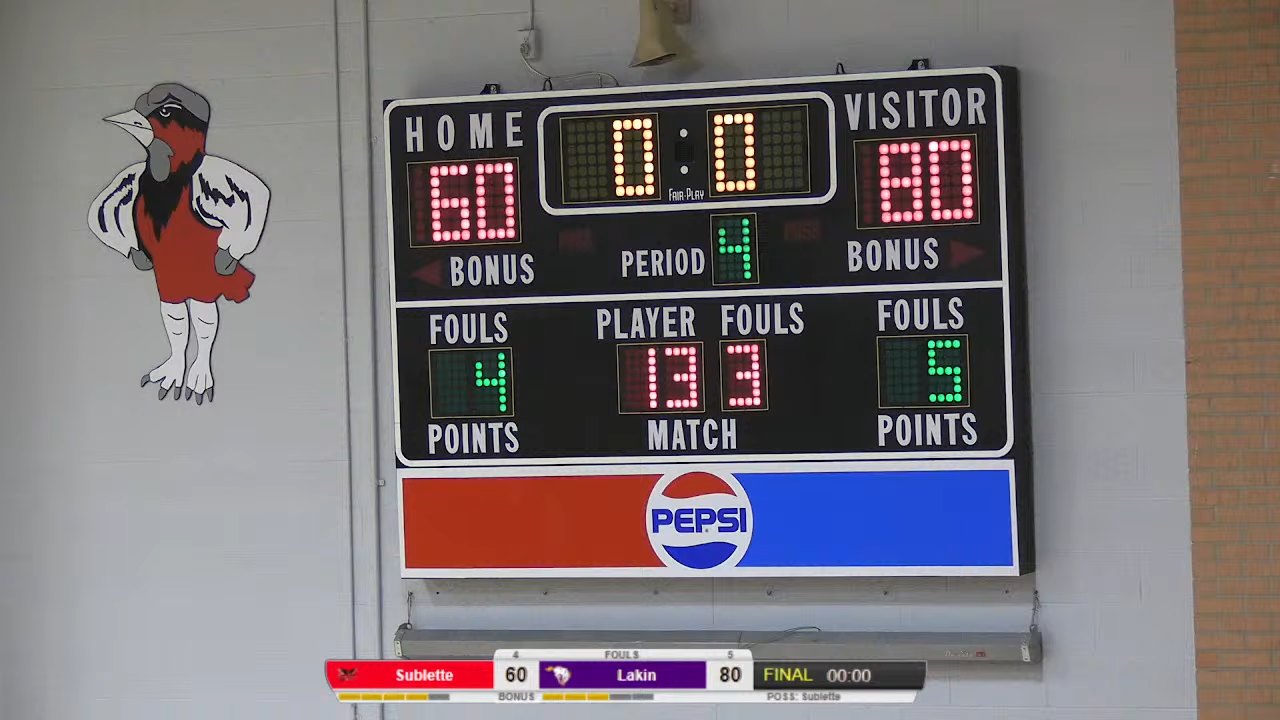 HOME 0:0 VISITOR
60 FAIR-PLAY 80
BONUS PERIOD 4 BONUS
FOULS PLAYER FOULS FOULS
4 13 3 5
POINTS MATCH POINTS
PEPSI
4 FOULS 5
Sublette 60 Lakin 80 FINAL 00:00
BONUS POSS: Sublette